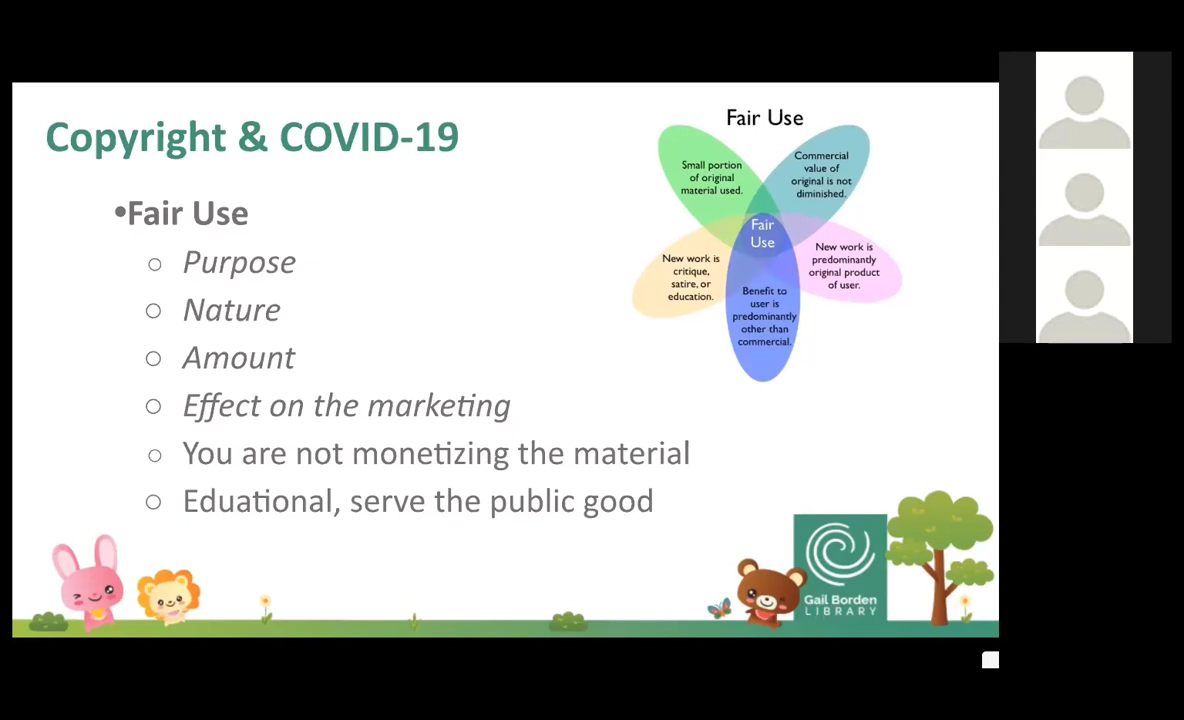 Copyright & COVID-19
•Fair Use
○ Purpose
○ Nature
○ Amount
○ Effect on the marketing
○ You are not monetizing the material
○ Eduational, serve the public good
Fair Use
Small portion
of original
material used.
Commercial
value of
original is not
diminished.
Fair
Use
New work is
critique,
satire, or
education.
New work is
predominantly
original product
of user.
Benefit to
user is
predominantly
other than
commercial.
Gail Borden
LIBRARY